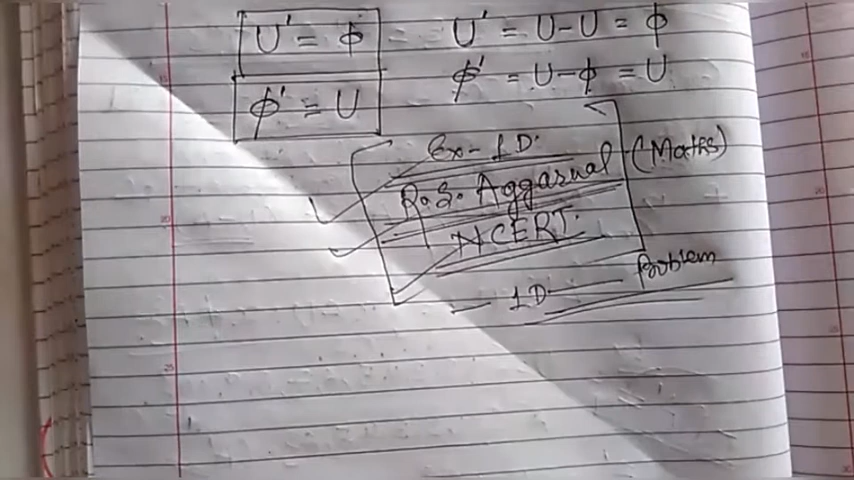 U' = ϕ U' = U-U = ϕ
ϕ' = U ϕ' = U-ϕ = U
Ex- 1D.
R.S. Aggarwal (Maths)
NCERT.
— 1D — Problem